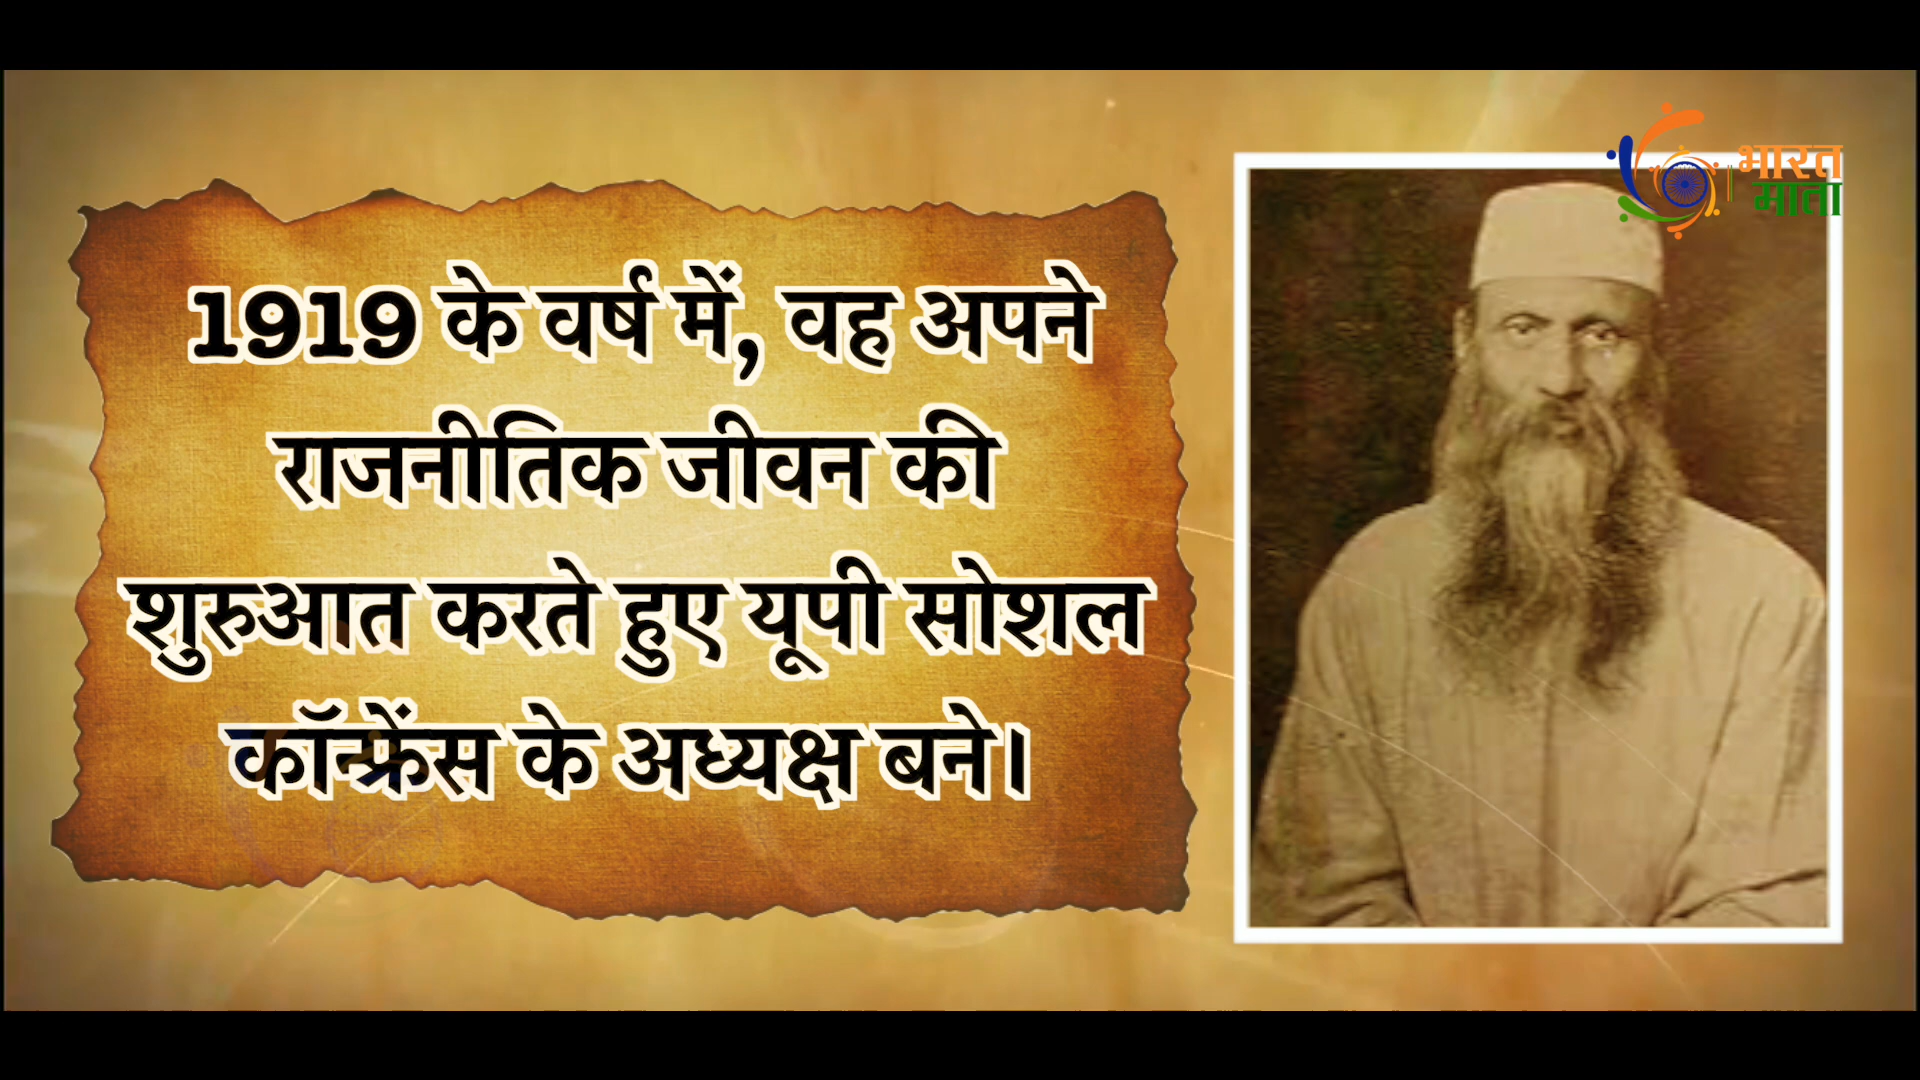 भारत
माता
1919 के वर्ष में, वह अपने
राजनीतिक जीवन की
शुरुआत करते हुए यूपी सोशल
कॉन्फ्रेंस के अध्यक्ष बने।